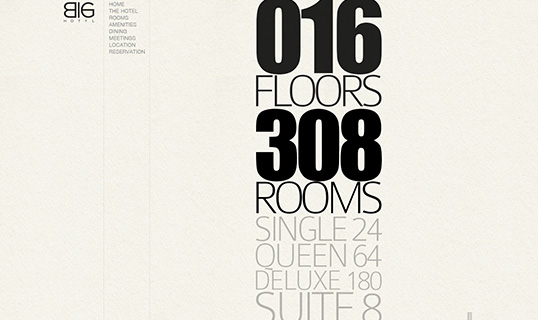 BIG
HOTEL
HOME
THE HOTEL
ROOMS
AMENITIES
DINING
MEETINGS
LOCATION
RESERVATION
016
FLOORS
308
ROOMS
SINGLE 24
QUEEN 64
DELUXE 180
SUITE 8